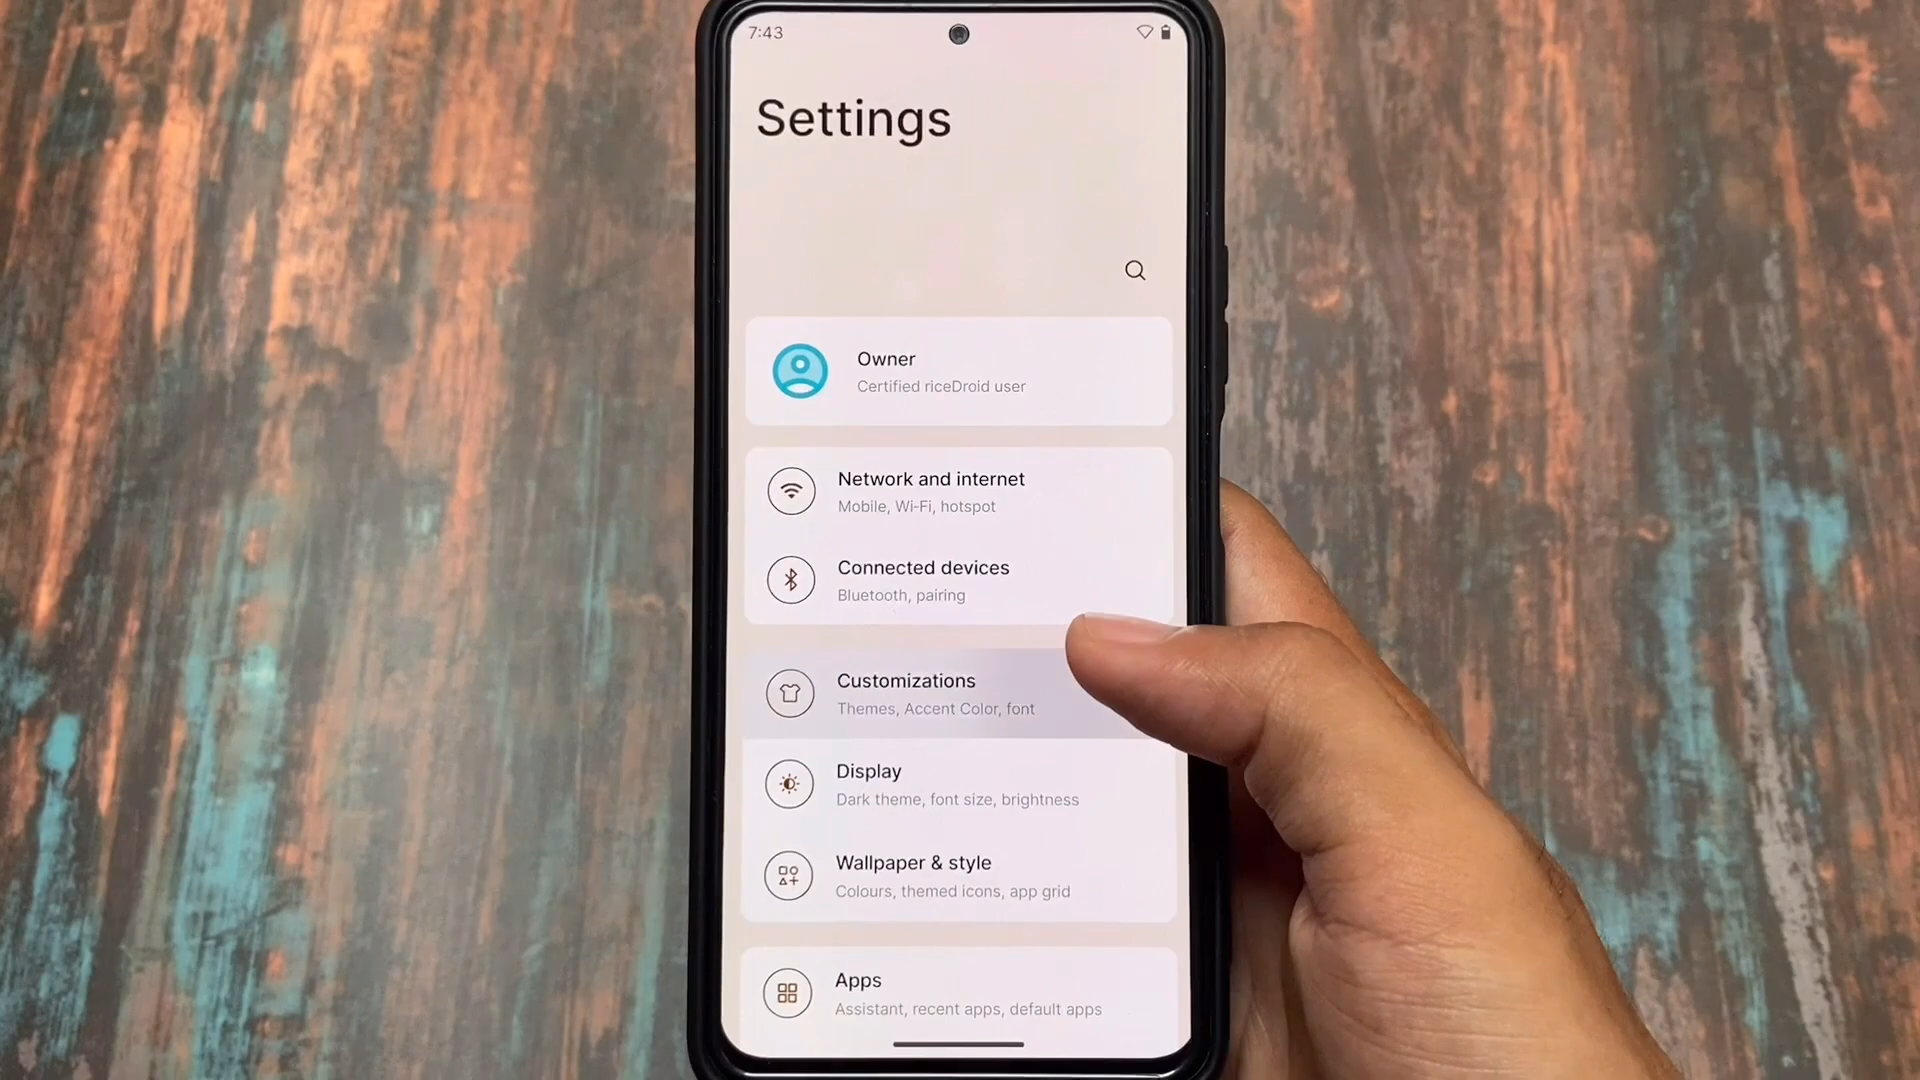 7:43
Settings
Owner
Certified riceDroid user
Network and internet
Mobile, Wi-Fi, hotspot
Connected devices
Bluetooth, pairing
Customizations
Themes, Accent Color, font
Display
Dark theme, font size, brightness
Wallpaper & style
Colours, themed icons, app grid
Apps
Assistant, recent apps, default apps